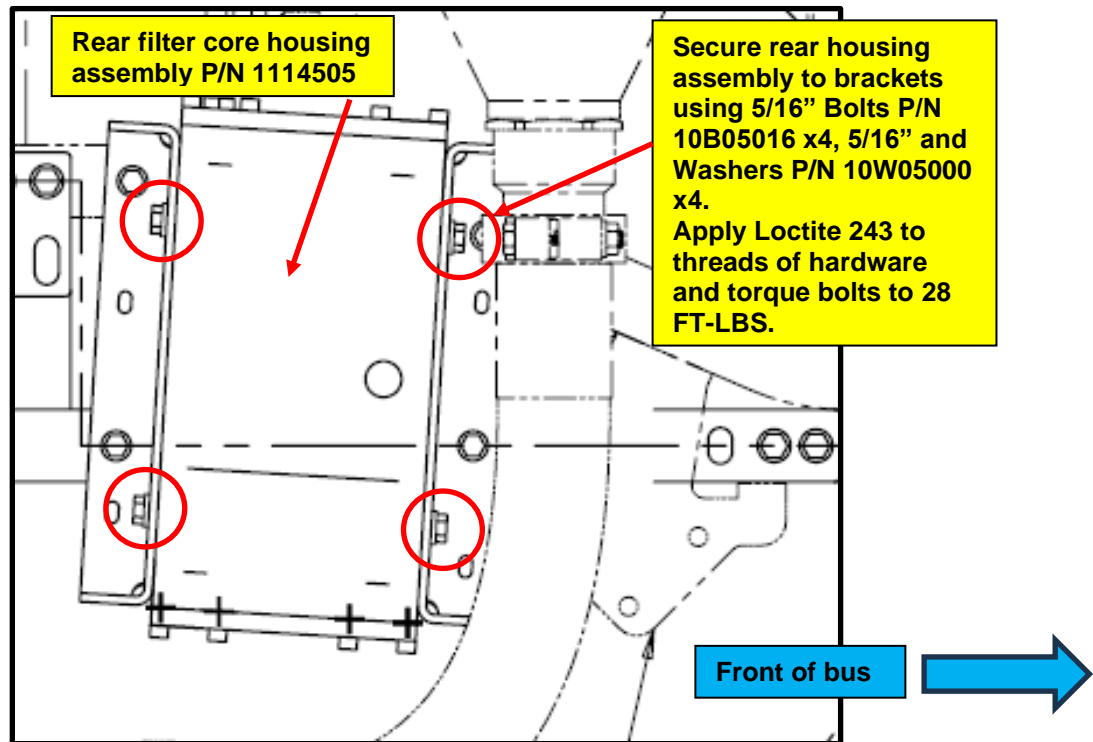 Rear filter core housing
assembly P/N 1114505
Secure rear housing
assembly to brackets
using 5/16” Bolts P/N
10B05016 x4, 5/16” and
Washers P/N 10W05000
x4.
Apply Loctite 243 to
threads of hardware
and torque bolts to 28
FT-LBS.
Front of bus